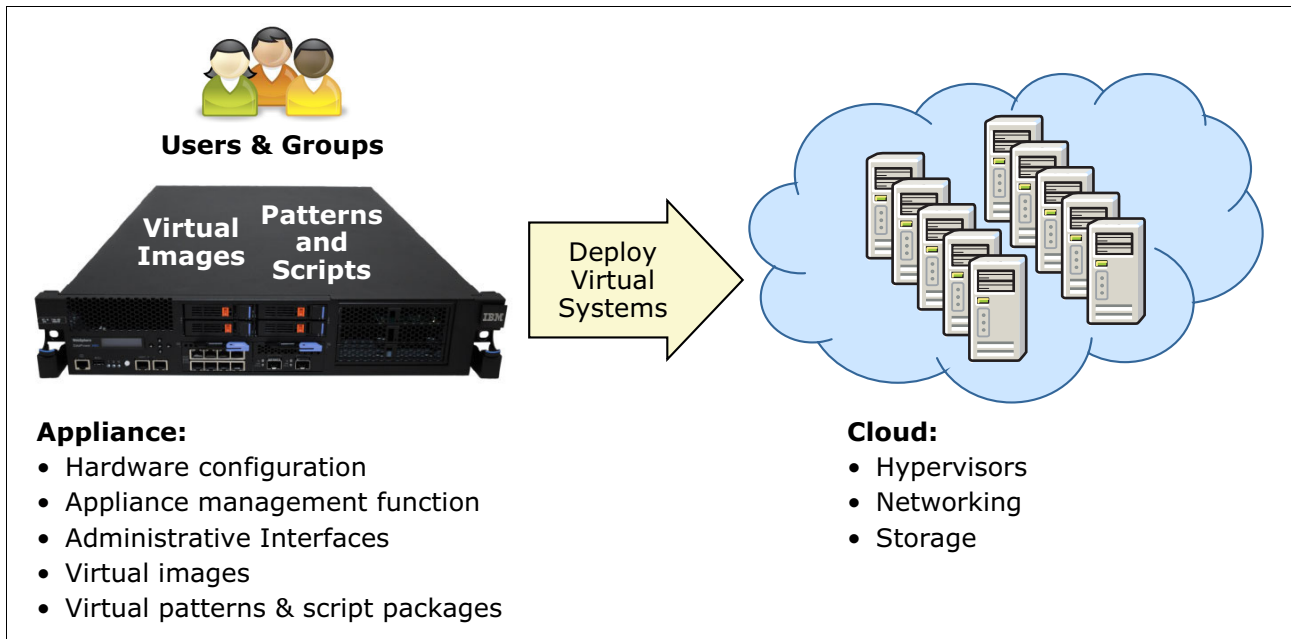 Users & Groups
Virtual
Images
Patterns
and
Scripts
IBM
Deploy
Virtual
Systems
Appliance:
• Hardware configuration
• Appliance management function
• Administrative Interfaces
• Virtual images
• Virtual patterns & script packages
Cloud:
• Hypervisors
• Networking
• Storage